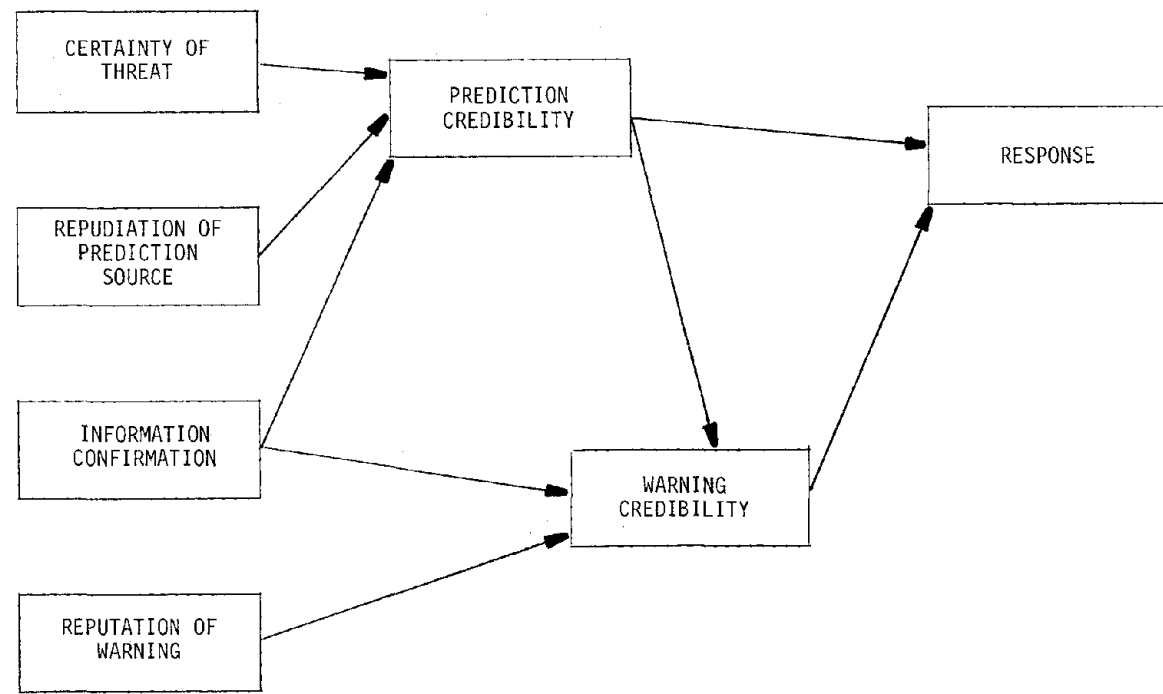 CERTAINTY OF
THREAT
PREDICTION
CREDIBILITY
RESPONSE
REPUDIATION OF
PREDICTION
SOURCE
INFORMATION
CONFIRMATION
WARNING
CREDIBILITY
REPUTATION OF
WARNING